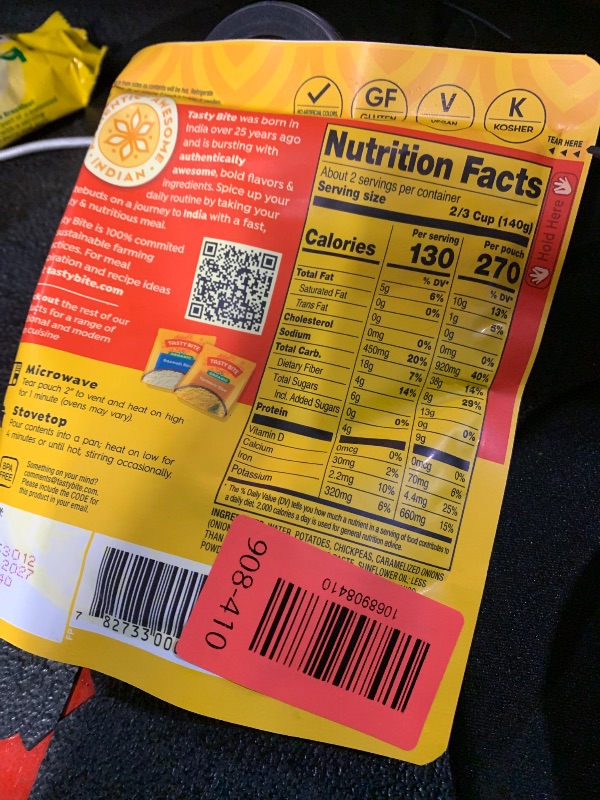 NO ARTIFICIAL COLORS
GF
GLUTEN
V
VEGAN
K
KOSHER
TEAR HERE
AWESOME
INDIAN
Tasty Bite was born in
India over 25 years ago
and is bursting with
authentically
awesome, bold flavors &
ingredients. Spice up your
daily routine by taking your
on a journey to India with a fast,
& nutritious meal.
Bite is 100% commited
sustainable farming
For meal
and recipe ideas
tastybite.com
out the rest of our
for a range of
and modern
cuisine
TASTY BITE
TASTY BITE
Microwave
Tear pouch 2" to vent and heat on high
for 1 minute (ovens may vary).
Stovetop
Pour contents into a pan; heat on low for
4 minutes or until hot, stirring occasionally.
BPA
FREE
Something on your mind?
comments@tastybite.com.
Please include the CODE for
this product in your email.
Hold Here
Nutrition Facts
About 2 servings per container
Serving size 2/3 Cup (140g)
Per serving Per pouch
Calories 130 270
% DV* % DV*
Total Fat 5g 6% 10g 13%
Saturated Fat 0g 0% 1g 5%
Trans Fat 0g 0g
Cholesterol 0mg 0% 0mg 0%
Sodium 450mg 20% 920mg 40%
Total Carb. 18g 7% 38g 14%
Dietary Fiber 4g 14% 8g 29%
Total Sugars 6g 13g
Incl. Added Sugars 0g 0% 0g 0%
Protein 4g 9g
Vitamin D 0mcg 0% 0mcg 0%
Calcium 30mg 2% 70mg 6%
Iron 2.2mg 10% 4.4mg 25%
Potassium 320mg 6% 660mg 15%
* The % Daily Value (DV) tells you how much a nutrient in a serving of food contributes to
a daily diet. 2,000 calories a day is used for general nutrition advice.
WATER, POTATOES, CHICKPEAS, CARAMELIZED ONIONS
SUNFLOWER OIL, LESS
THAN
2027
7 82733 00
908-410
1068908410